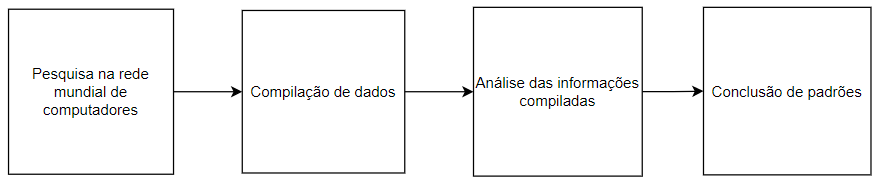 Pesquisa na rede
mundial de
computadores
Compilação de dados
Análise das informações
compiladas
Conclusão de padrões